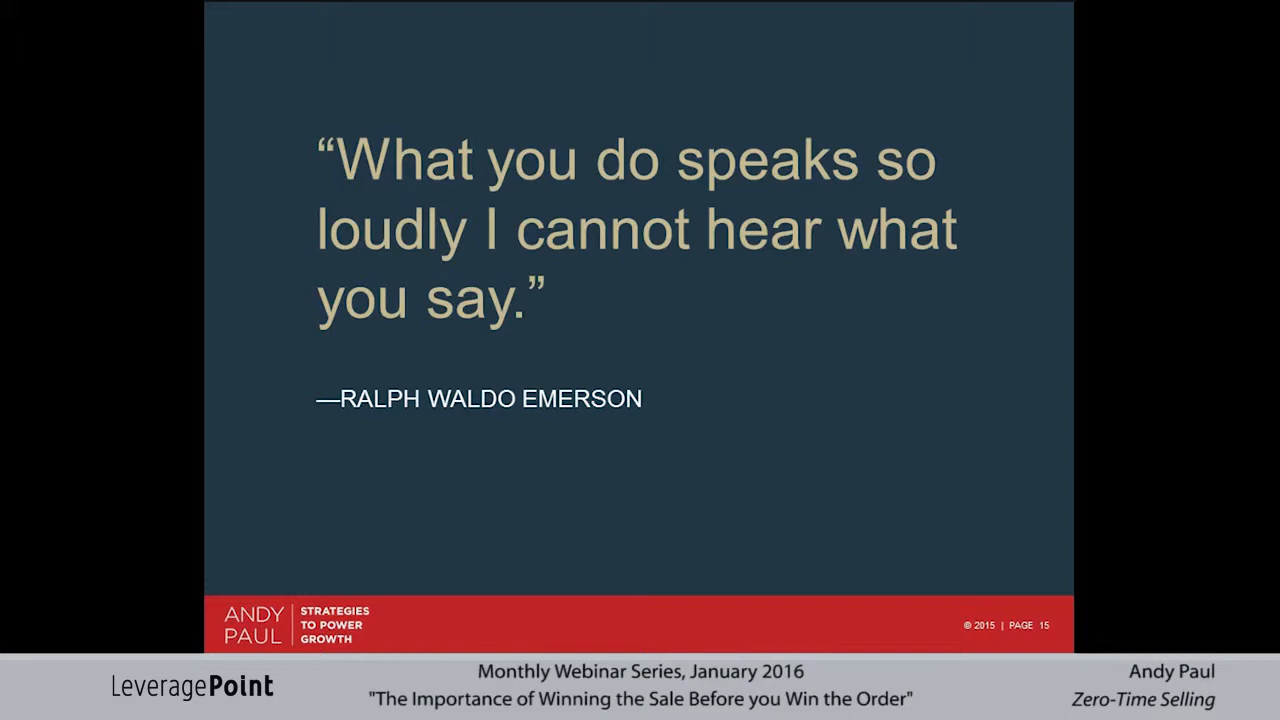 “What you do speaks so
loudly I cannot hear what
you say.”
—RALPH WALDO EMERSON
ANDY
PAUL
STRATEGIES
TO POWER
GROWTH
© 2015 | PAGE 15
LeveragePoint
Monthly Webinar Series, January 2016
"The Importance of Winning the Sale Before you Win the Order"
Andy Paul
Zero-Time Selling